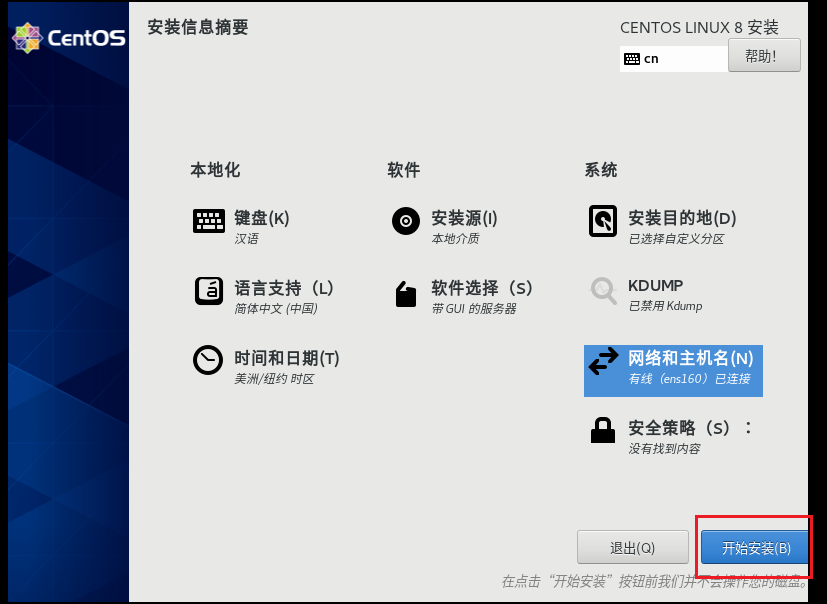 CentOS
安装信息摘要
CENTOS LINUX 8 安装
cn
帮助!
本地化
键盘(K)
汉语
语言支持（L）
简体中文 (中国)
时间和日期(T)
美洲/纽约 时区
软件
安装源(I)
本地介质
软件选择（S）
带 GUI 的服务器
系统
安装目的地(D)
已选择自定义分区
KDUMP
已禁用 Kdump
网络和主机名(N)
有线（ens160）已连接
安全策略（S）：
没有找到内容
退出(Q)
开始安装(B)
在点击“开始安装”按钮前我们并不会操作您的磁盘。